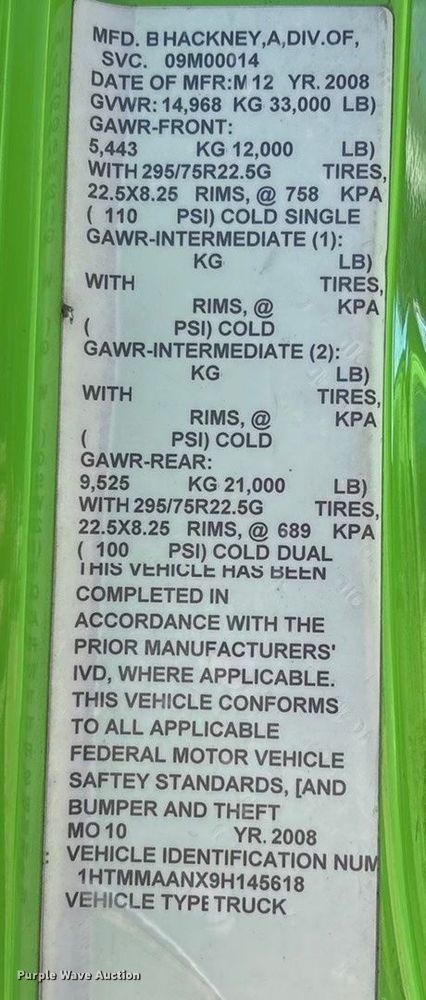 MFD. B HACKNEY,A,DIV.OF,
SVC. 09M00014
DATE OF MFR:M 12 YR. 2008
GVWR: 14,968 KG 33,000 LB)
GAWR-FRONT:
5,443 KG 12,000 LB)
WITH 295/75R22.5G TIRES,
22.5X8.25 RIMS, @ 758 KPA
( 110 PSI) COLD SINGLE
GAWR-INTERMEDIATE (1):
KG LB)
WITH TIRES,
RIMS, @ KPA
( PSI) COLD
GAWR-INTERMEDIATE (2):
KG LB)
WITH TIRES,
RIMS, @ KPA
( PSI) COLD
GAWR-REAR:
9,525 KG 21,000 LB)
WITH 295/75R22.5G TIRES,
22.5X8.25 RIMS, @ 689 KPA
( 100 PSI) COLD DUAL
THIS VEHICLE HAS BEEN
COMPLETED IN
ACCORDANCE WITH THE
PRIOR MANUFACTURERS'
IVD, WHERE APPLICABLE.
THIS VEHICLE CONFORMS
TO ALL APPLICABLE
FEDERAL MOTOR VEHICLE
SAFTEY STANDARDS, [AND
BUMPER AND THEFT
MO 10 YR. 2008
VEHICLE IDENTIFICATION NUM
1HTMMAANX9H145618
VEHICLE TYPE TRUCK
Purple Wave Auction